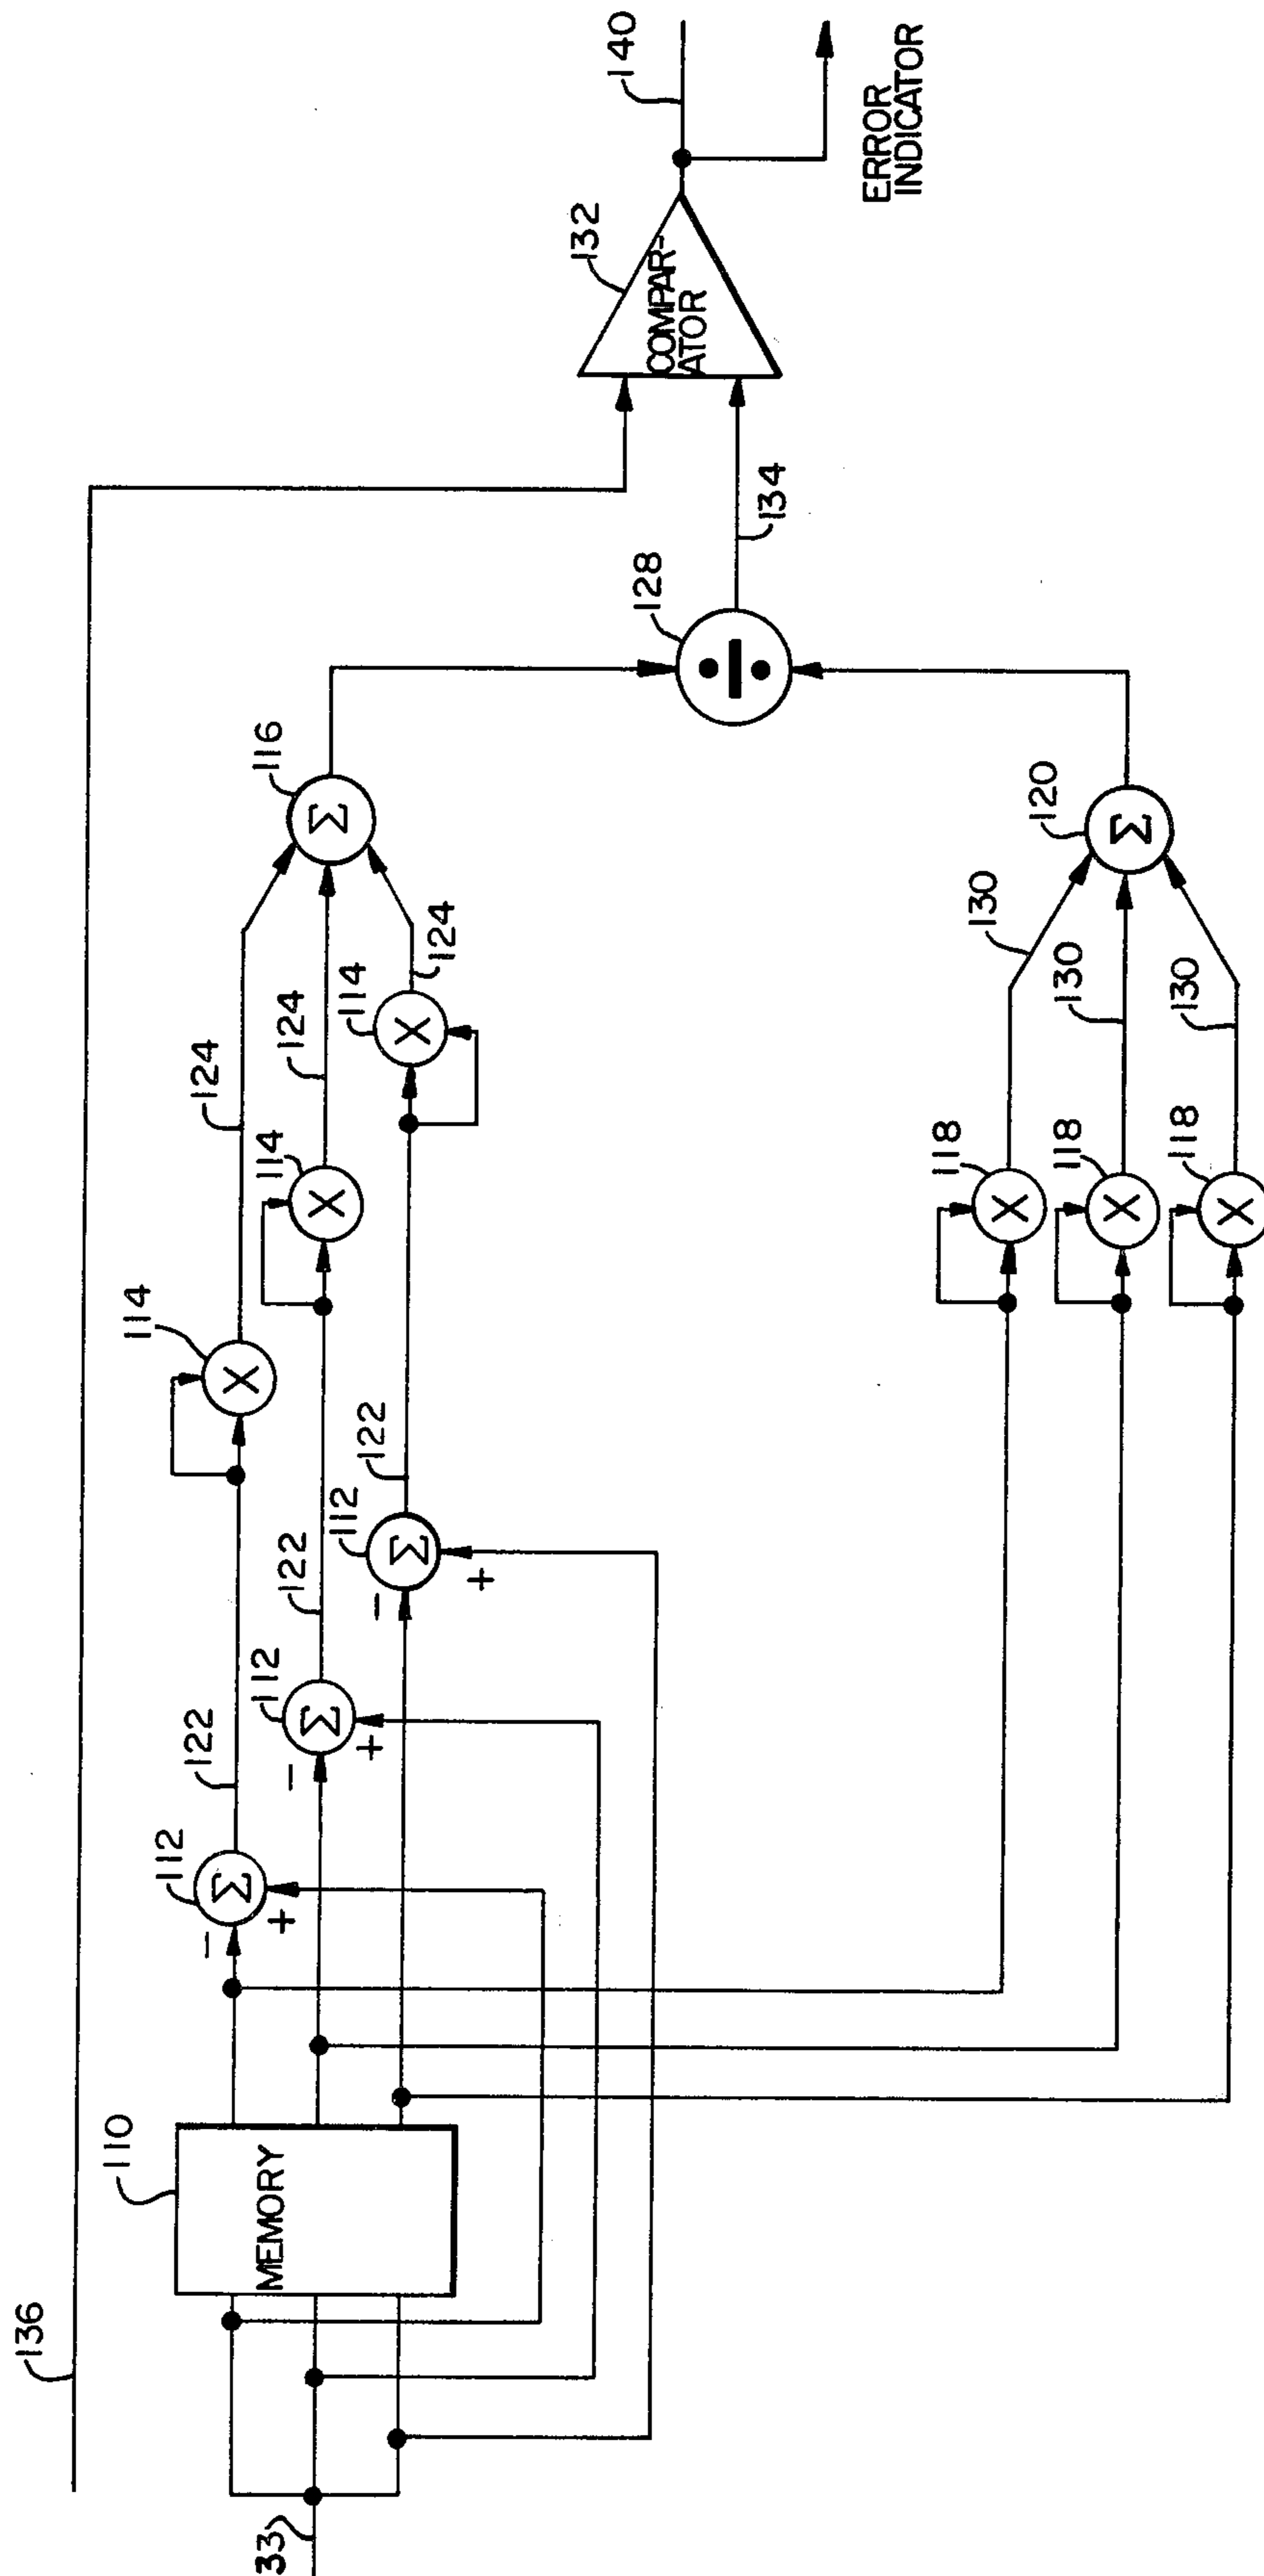 136
110
MEMORY
33
112
-
+
Σ
122
114
X
124
112
-
+
Σ
122
114
X
124
112
-
+
Σ
122
114
X
124
116
Σ
118
X
130
118
X
130
118
X
130
120
Σ
128
÷
134
132
COMPAR-
ATOR
140
ERROR
INDICATOR